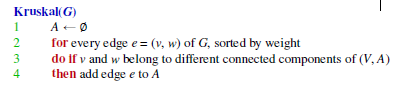 Kruskal(G)
1 A ← Ø
2 for every edge e = (v, w) of G, sorted by weight
3 do if v and w belong to different connected components of (V, A)
4 then add edge e to A